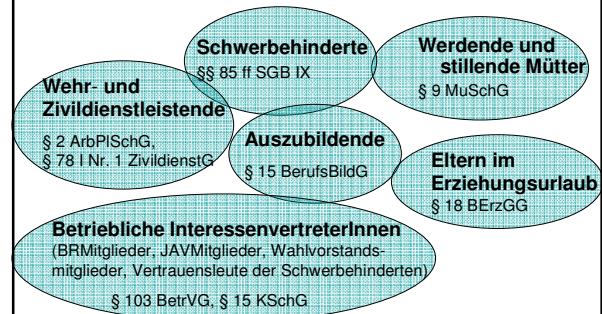 Schwerbehinderte
§§ 85 ff SGB IX
Werdende und
stillende Mütter
§ 9 MuSchG
Wehr- und
Zivildienstleistende
§ 2 ArbPlSchG,
§ 78 I Nr. 1 ZivildienstG
Auszubildende
§ 15 BerufsBildG
Eltern im
Erziehungsurlaub
§ 18 BErzGG
Betriebliche InteressenvertreterInnen
(BRMitglieder, JAVMitglieder, Wahlvorstands-
mitglieder, Vertrauensleute der Schwerbehinderten)
§ 103 BetrVG, § 15 KSchG